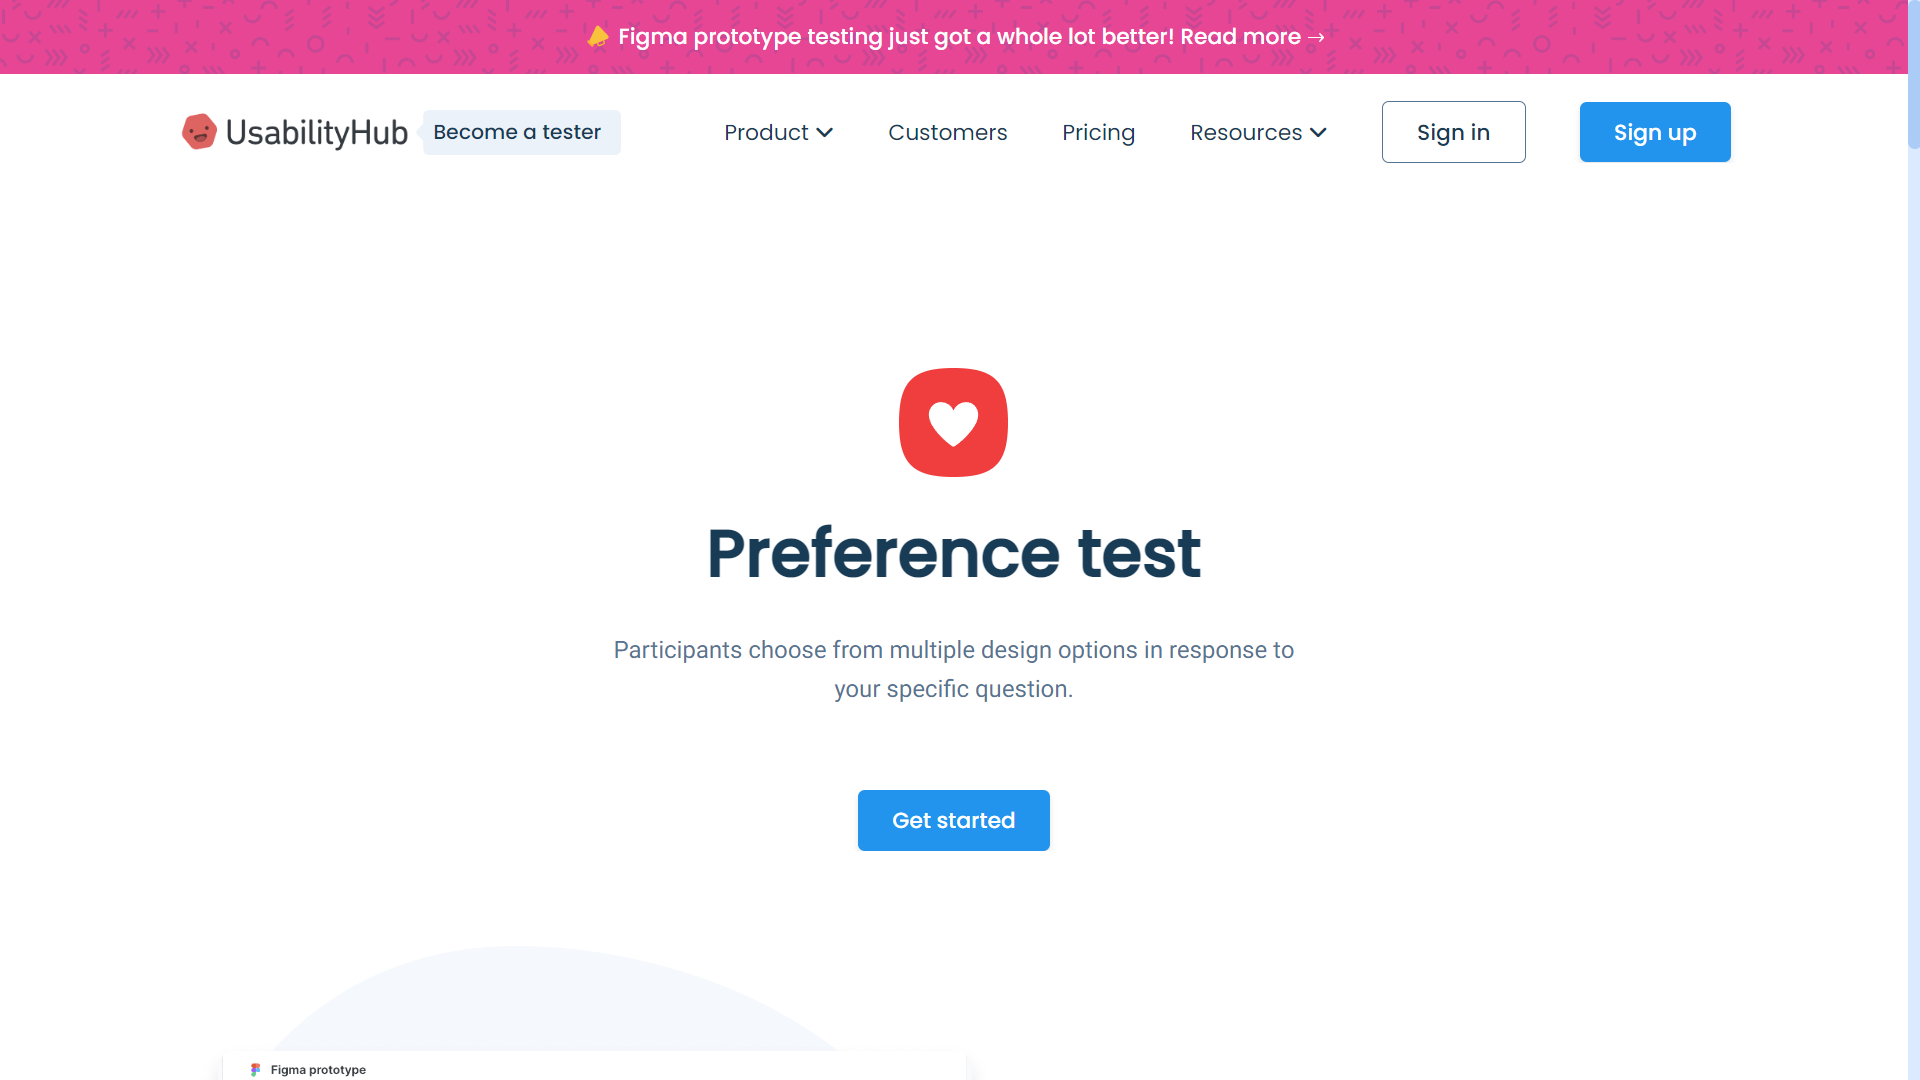 Figma prototype testing just got a whole lot better! Read more →
UsabilityHub
Become a tester
Product
Customers
Pricing
Resources
Sign in
Sign up
Preference test
Participants choose from multiple design options in response to
your specific question.
Get started
Figma prototype